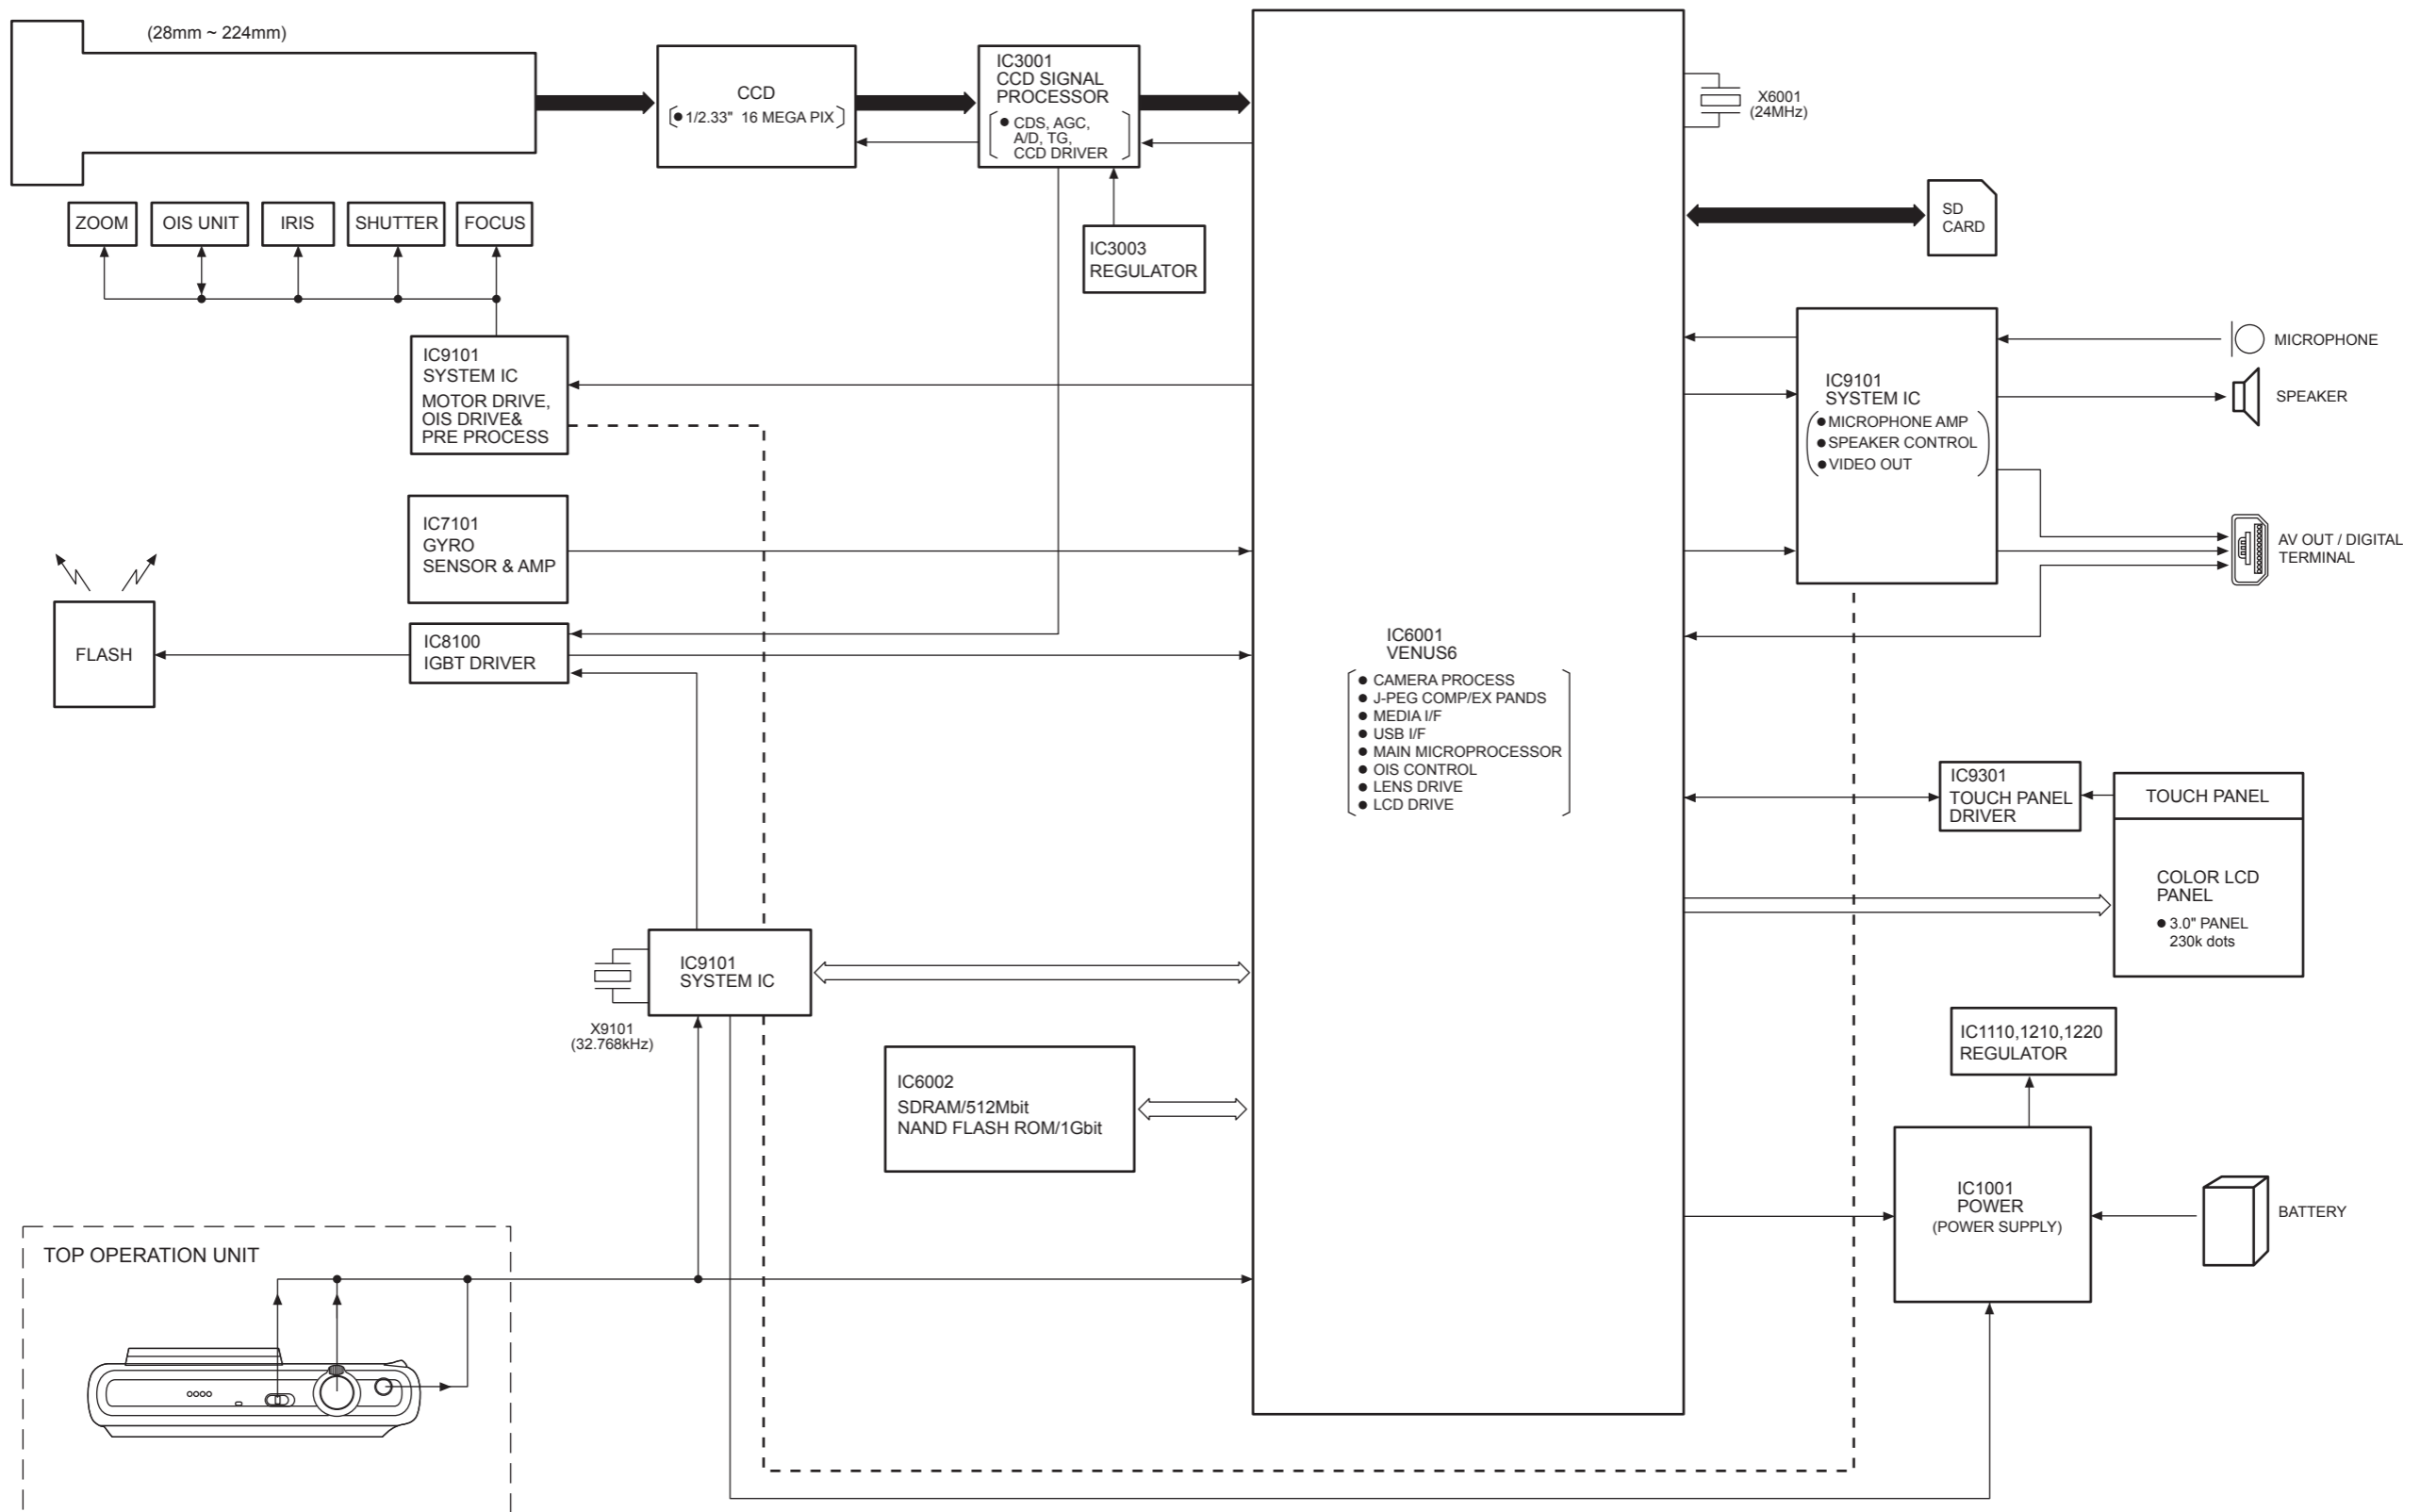 (28mm ~ 224mm)
CCD
● 1/2.33" 16 MEGA PIX
IC3001
CCD SIGNAL
PROCESSOR
● CDS, AGC,
A/D, TG,
CCD DRIVER
X6001
(24MHz)
SD
CARD
ZOOM
OIS UNIT
IRIS
SHUTTER
FOCUS
IC3003
REGULATOR
IC9101
SYSTEM IC
MOTOR DRIVE,
OIS DRIVE&
PRE PROCESS
IC9101
SYSTEM IC
● MICROPHONE AMP
● SPEAKER CONTROL
● VIDEO OUT
MICROPHONE
SPEAKER
AV OUT / DIGITAL
TERMINAL
IC7101
GYRO
SENSOR & AMP
FLASH
IC8100
IGBT DRIVER
IC6001
VENUS6
● CAMERA PROCESS
● J-PEG COMP/EX PANDS
● MEDIA I/F
● USB I/F
● MAIN MICROPROCESSOR
● OIS CONTROL
● LENS DRIVE
● LCD DRIVE
IC9301
TOUCH PANEL
DRIVER
TOUCH PANEL
COLOR LCD
PANEL
● 3.0" PANEL
230k dots
IC9101
SYSTEM IC
X9101
(32.768kHz)
IC6002
SDRAM/512Mbit
NAND FLASH ROM/1Gbit
IC1110,1210,1220
REGULATOR
IC1001
POWER
(POWER SUPPLY)
BATTERY
TOP OPERATION UNIT